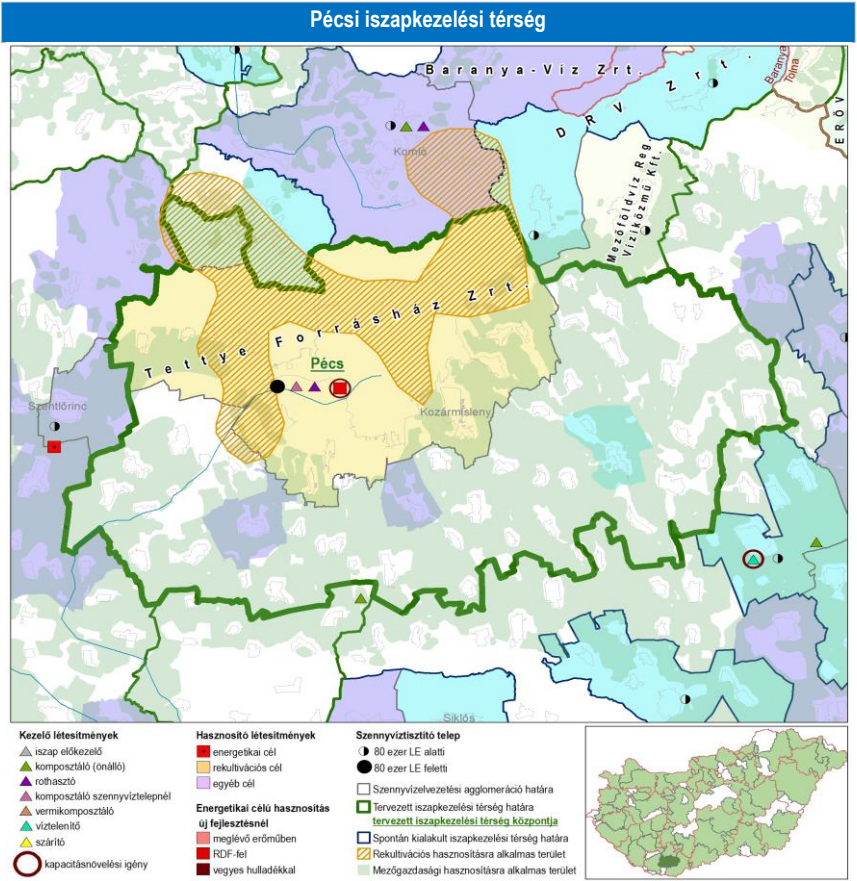 Pécsi iszapkezelési térség
Baranya-Víz Zrt.
DRV Zrt.
Baranya
Tolna
ERÖV
Komló
Mezőföldvíz Reg.
Víziközmű Kft.
Tettye Forrásház Zrt.
Pécs
Szentlőrinc
Kozármisleny
Siklós
Kezelő létesítmények
iszap előkezelő
komposztáló (önálló)
rothasztó
komposztáló szennyvíztelepnél
vermikomposztáló
víztelenítő
szárító
kapacitásnövelési igény
Hasznosító létesítmények
energetikai cél
rekultivációs cél
egyéb cél
Energetikai célú hasznosítás
új fejlesztésnél
meglévő erőműben
RDF-fel
vegyes hulladékkal
Szennyvíztisztító telep
80 ezer LE alatti
80 ezer LE feletti
Szennyvízelvezetési agglomeráció határa
Tervezett iszapkezelési térség határa
tervezett iszapkezelési térség központja
Spontán kialakult iszapkezelési térség határa
Rekultivációs hasznosításra alkalmas terület
Mezőgazdasági hasznosításra alkalmas terület